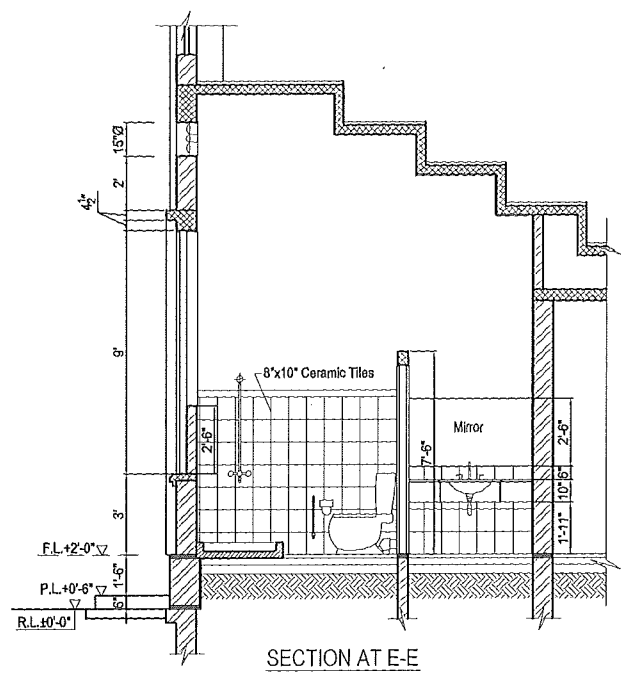 15"Ø
2'
4½"
9'
8"x10" Ceramic Tiles
2'-6"
7'-6"
Mirror
2'-6"
6"
10"
1'-11"
3'
F.L.+2'-0"
1'-6"
P.L.+0'-6"
6"
R.L.±0'-0"
SECTION AT E-E